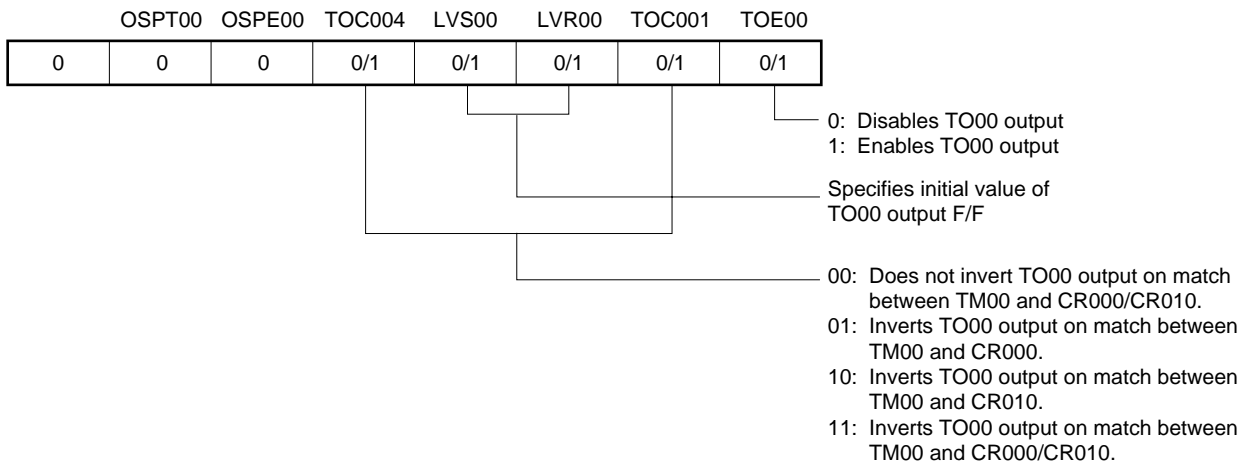 OSPT00 OSPE00 TOC004 LVS00 LVR00 TOC001 TOE00
0 0 0 0/1 0/1 0/1 0/1 0/1
0: Disables TO00 output
1: Enables TO00 output
Specifies initial value of
TO00 output F/F
00: Does not invert TO00 output on match
between TM00 and CR000/CR010.
01: Inverts TO00 output on match between
TM00 and CR000.
10: Inverts TO00 output on match between
TM00 and CR010.
11: Inverts TO00 output on match between
TM00 and CR000/CR010.